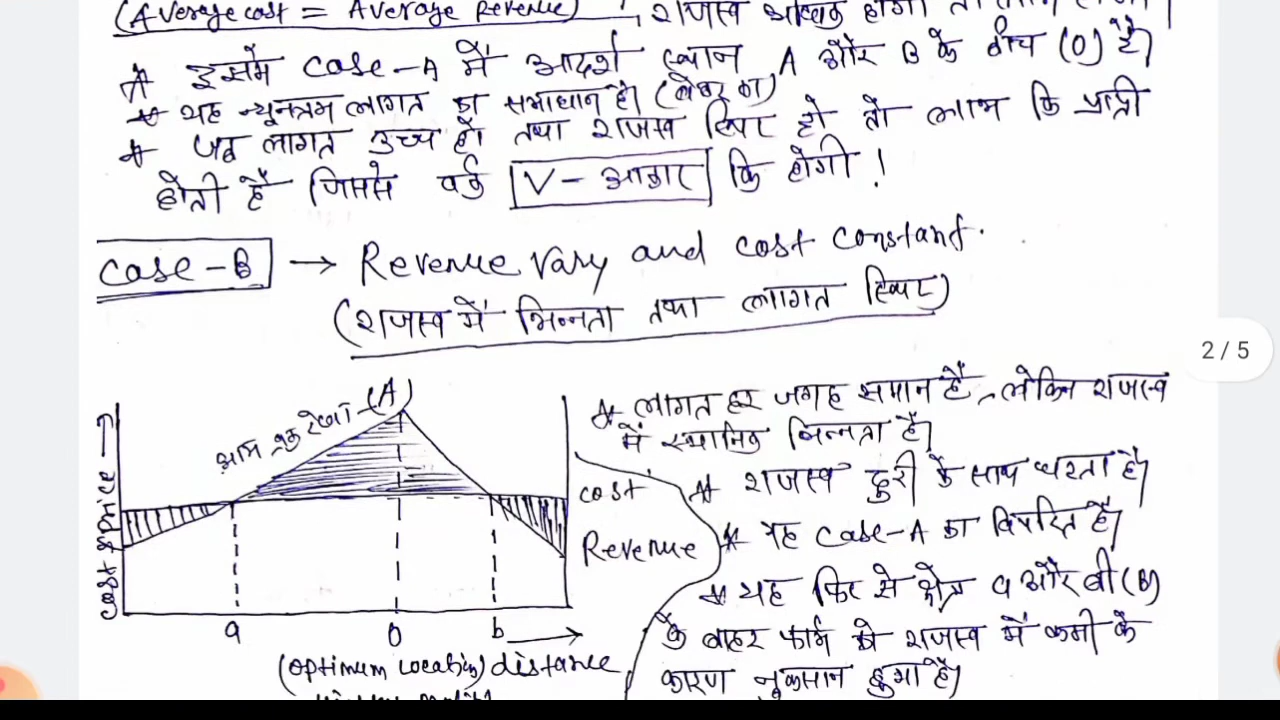 (Average cost = Average Revenue) राजस्व अधिक होगा तो लाभ
* इसमे case-A में आदर्श स्थान A और B के बीच (0) है।
* यह न्यूनतम लागत का समाधान है। (वेबर का)
* जब लागत उच्च हो तथा राजस्व स्थिर हो तो लाभ कि प्राप्ती
होती है जिससे वर्क V-आकार कि होगी !
case-B → Revenue vary and cost constant.
(राजस्व में भिन्नता तथा लागत स्थिर)
* लागत हर जगह समान है, लेकिन राजस्व
में स्थानिक भिन्नता है।
* राजस्व दुरी के साथ घटता है।
* यह case-A का विपरित है।
* यह फिर से क्षेत्र a और बी (B)
के बाहर फार्म को राजस्व में कमी के
कारण नुकसान हुआ है।
(A)
cost & price →
cost
Revenue
a 0 b →
(optimum location) distance
2 / 5